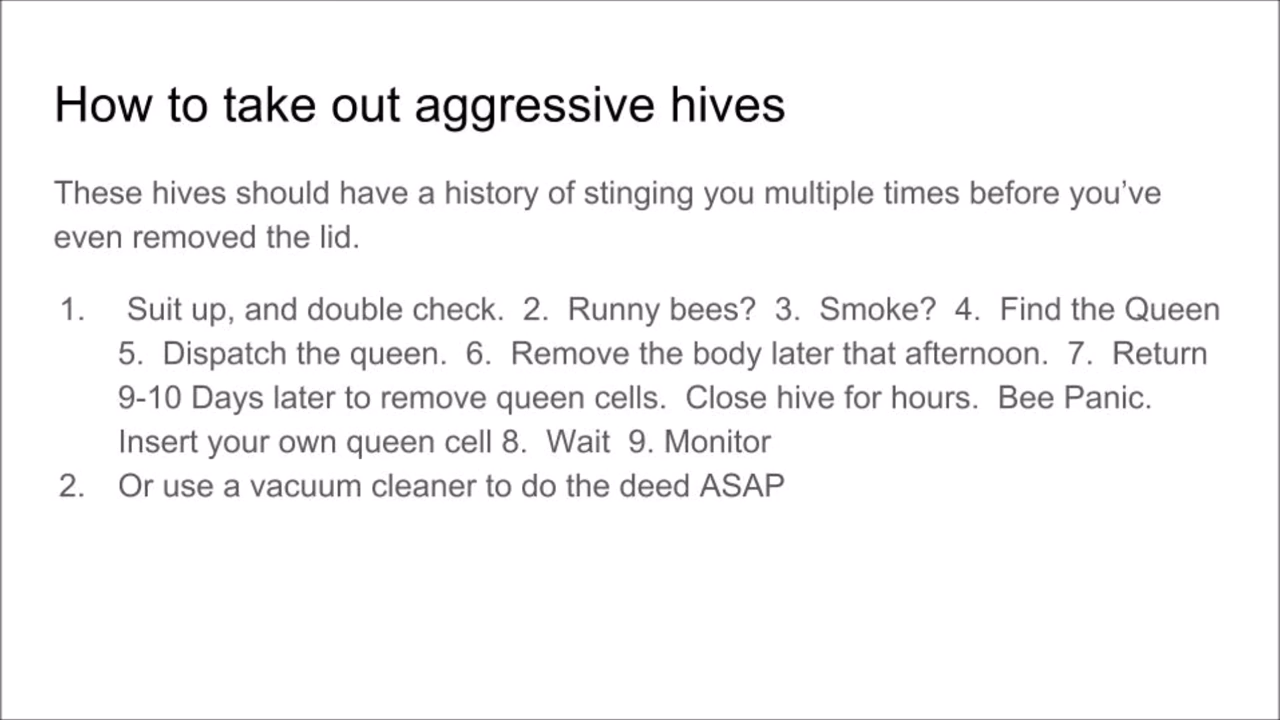 How to take out aggressive hives
These hives should have a history of stinging you multiple times before you’ve
even removed the lid.
1. Suit up, and double check. 2. Runny bees? 3. Smoke? 4. Find the Queen
5. Dispatch the queen. 6. Remove the body later that afternoon. 7. Return
9-10 Days later to remove queen cells. Close hive for hours. Bee Panic.
Insert your own queen cell 8. Wait 9. Monitor
2. Or use a vacuum cleaner to do the deed ASAP